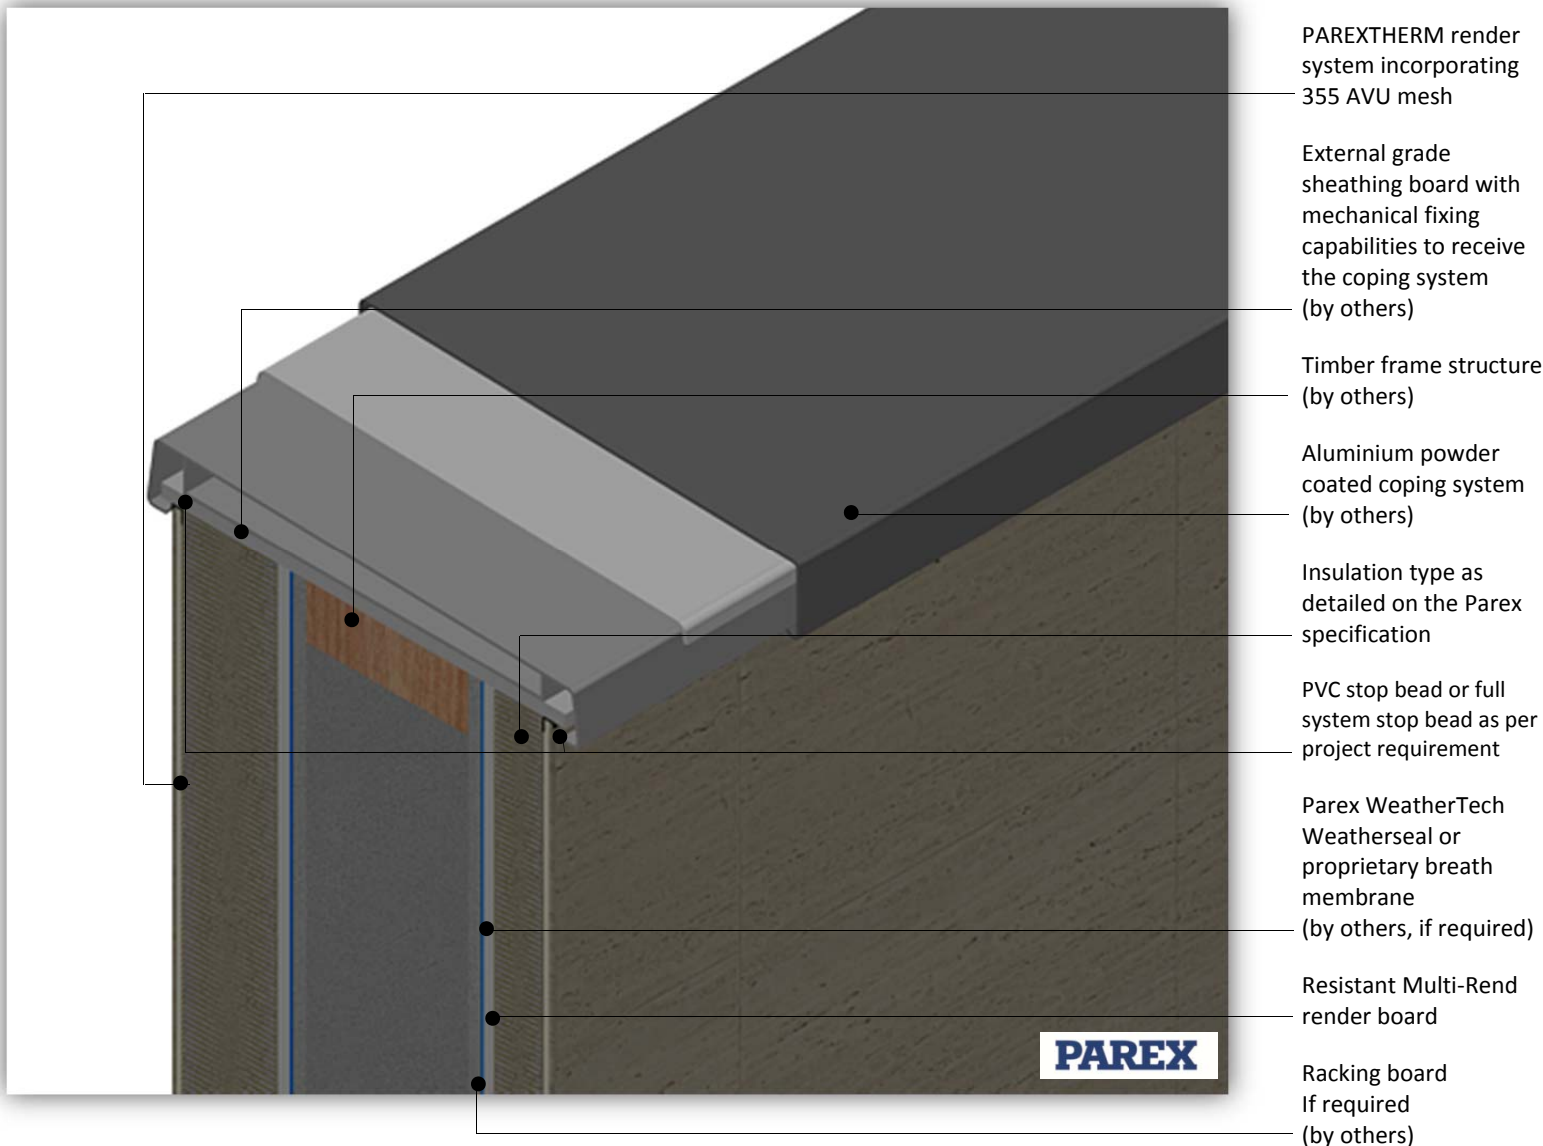 PAREXTHERM render
system incorporating
355 AVU mesh
External grade
sheathing board with
mechanical fixing
capabilities to receive
the coping system
(by others)
Timber frame structure
(by others)
Aluminium powder
coated coping system
(by others)
Insulation type as
detailed on the Parex
specification
PVC stop bead or full
system stop bead as per
project requirement
Parex WeatherTech
Weatherseal or
proprietary breath
membrane
(by others, if required)
Resistant Multi-Rend
render board
Racking board
If required
(by others)
PAREX